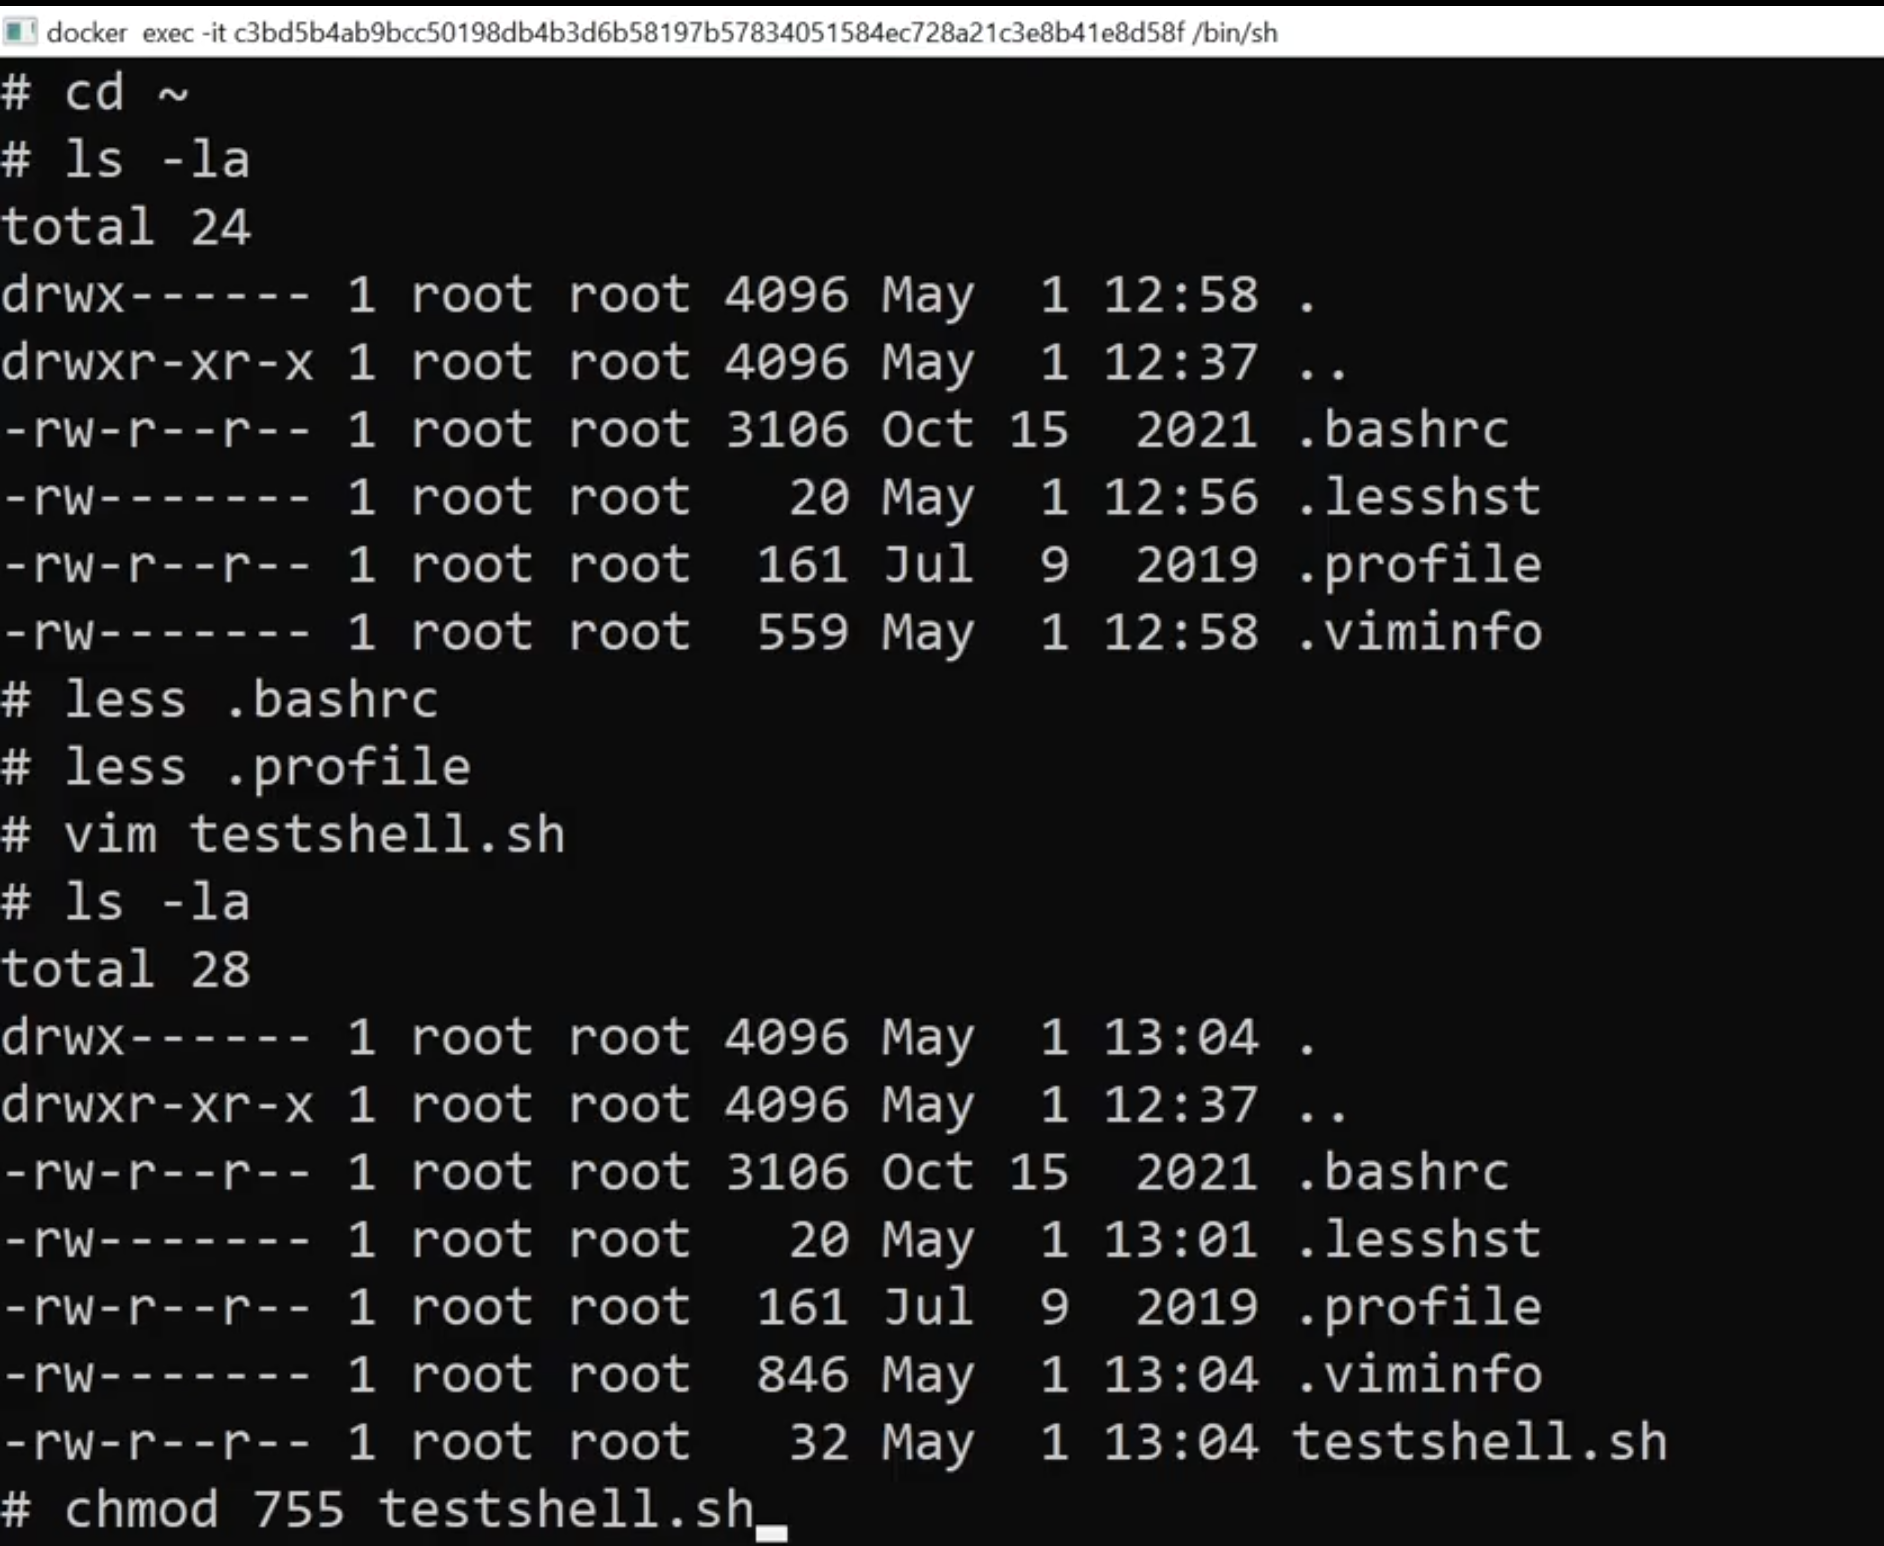 docker  exec -it c3bd5b4ab9bcc50198db4b3d6b58197b57834051584ec728a21c3e8b41e8d58f /bin/sh
# cd ~
# ls -la
total 24
drwx------ 1 root root 4096 May  1 12:58 .
drwxr-xr-x 1 root root 4096 May  1 12:37 ..
-rw-r--r-- 1 root root 3106 Oct 15  2021 .bashrc
-rw------- 1 root root   20 May  1 12:56 .lesshst
-rw-r--r-- 1 root root  161 Jul  9  2019 .profile
-rw------- 1 root root  559 May  1 12:58 .viminfo
# less .bashrc
# less .profile
# vim testshell.sh
# ls -la
total 28
drwx------ 1 root root 4096 May  1 13:04 .
drwxr-xr-x 1 root root 4096 May  1 12:37 ..
-rw-r--r-- 1 root root 3106 Oct 15  2021 .bashrc
-rw------- 1 root root   20 May  1 13:01 .lesshst
-rw-r--r-- 1 root root  161 Jul  9  2019 .profile
-rw------- 1 root root  846 May  1 13:04 .viminfo
-rw-r--r-- 1 root root   32 May  1 13:04 testshell.sh
# chmod 755 testshell.sh